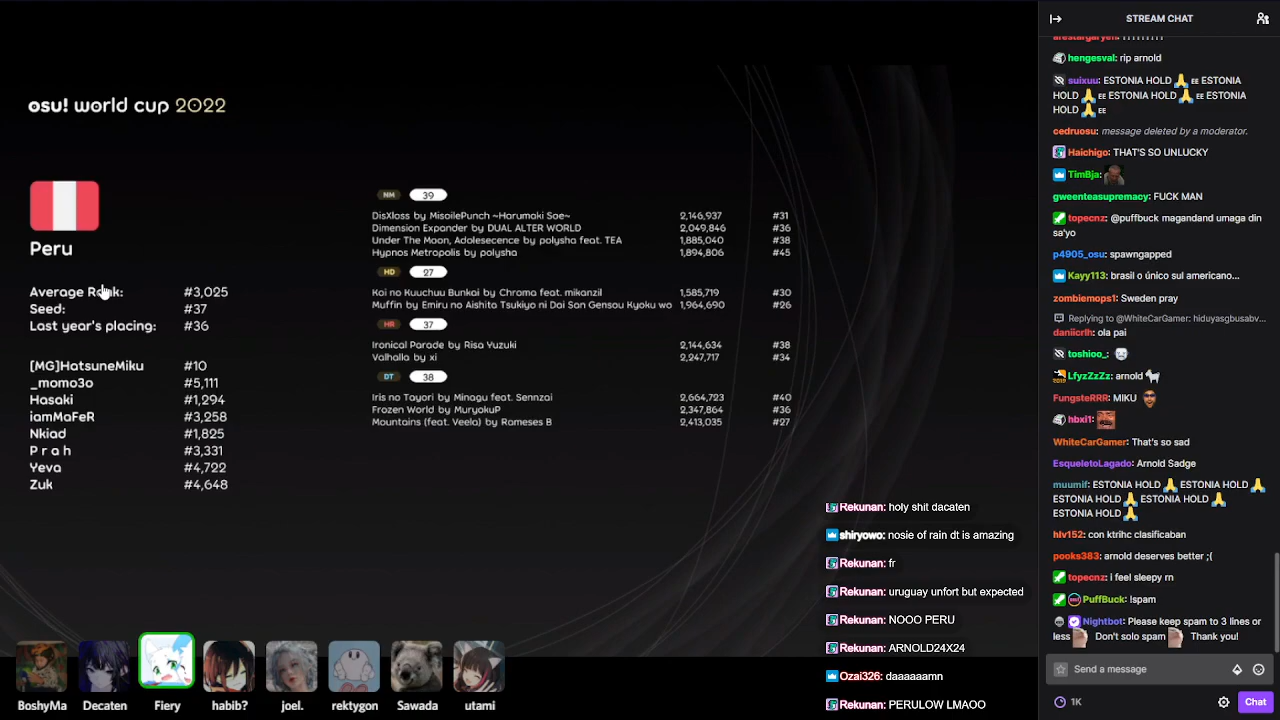 osu! world cup 2022
Peru
Average Rank: #3,025
Seed: #37
Last year's placing: #36
[MG]HatsuneMiku #10
_momo3o #5,111
Hasaki #1,294
iamMaFeR #3,258
Nkiad #1,825
P r a h #3,331
Yeva #4,722
Zuk #4,648
NM 39
DisXloss by MisoilePunch ~Harumaki Soe~ 2,146,937 #31
Dimension Expander by DUAL ALTER WORLD 2,049,846 #36
Under The Moon, Adolesecence by polysha feat. TEA 1,885,040 #38
Hypnos Metropolis by polysha 1,894,806 #45
HD 27
Koi no Kuuchuu Bunkai by Chroma feat. mikanzil 1,585,719 #30
Muffin by Emiru no Aishita Tsukiyo ni Dai San Gensou Kyoku wo 1,964,690 #26
HR 37
Ironical Parade by Risa Yuzuki 2,144,634 #38
Valhalla by xi 2,247,717 #34
DT 38
Iris no Tayori by Minagu feat. Sennzai 2,664,723 #40
Frozen World by MuryokuP 2,347,864 #36
Mountains (feat. Veela) by Rameses B 2,413,035 #27
Rekunan: holy shit dacaten
shiryowo: nosie of rain dt is amazing
Rekunan: fr
Rekunan: uruguay unfort but expected
Rekunan: NOOO PERU
Rekunan: ARNOLD24X24
Ozai326: daaaaaamn
Rekunan: PERULOW LMAOO
BoshyMa Decaten Fiery habib? joel. rektygon Sawada utami
STREAM CHAT
hengesval: rip arnold
suixuu: ESTONIA HOLD 🙏 ᴇᴇ ESTONIA
HOLD 🙏 ᴇᴇ ESTONIA HOLD 🙏 ᴇᴇ ESTONIA
HOLD 🙏 ᴇᴇ
cedruosu: message deleted by a moderator.
Haichigo: THAT'S SO UNLUCKY
TimBja:
gweenteasupremacy: FUCK MAN
topecnz: @puffbuck magandand umaga din
sa'yo
p4905_osu: spawngapped
Kayy113: brasil o único sul americano...
zombiemops1: Sweden pray
Replying to @WhiteCarGamer: hiduyasgbusabv...
daniicrlh: ola pai
toshioo_:
LfyzZzZz: arnold
FungsteRRR: MIKU
hbxi1:
WhiteCarGamer: That's so sad
EsqueletoLagado: Arnold Sadge
muumif: ESTONIA HOLD 🙏 ESTONIA HOLD 🙏
ESTONIA HOLD 🙏 ESTONIA HOLD 🙏
ESTONIA HOLD 🙏
hlv152: con ktrihc clasificaban
pooks383: arnold deserves better ;(
topecnz: i feel sleepy rn
PuffBuck: !spam
Nightbot: Please keep spam to 3 lines or
less Don't solo spam Thank you!
Send a message
1K
Chat